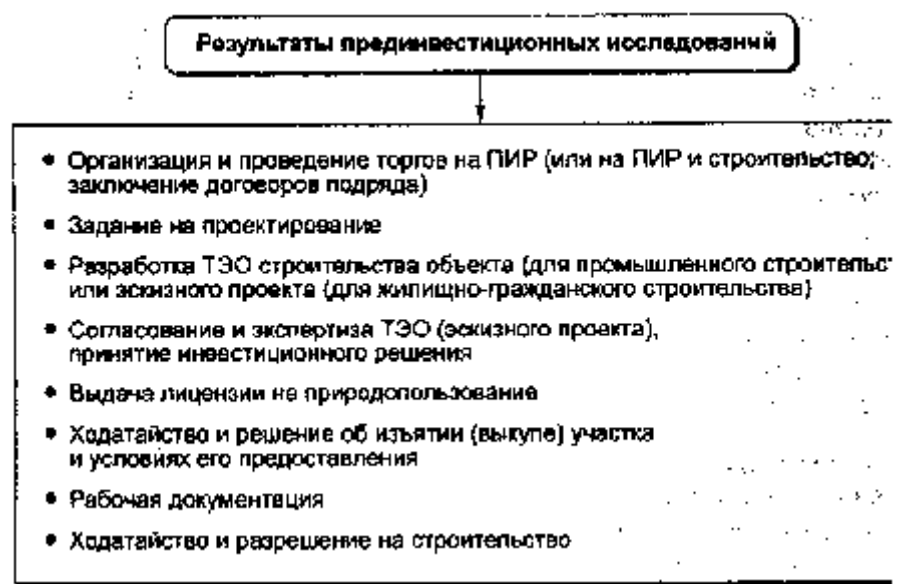 Результаты прединвестиционных исследований
• Организация и проведение торгов на ПИР (или на ПИР и строительство;
заключение договоров подряда)
• Задание на проектирование
• Разработка ТЭО строительства объекта (для промышленного строительс
или эскизного проекта (для жилищно-гражданского строительства)
• Согласование и экспертиза ТЭО (эскизного проекта),
принятие инвестиционного решения
• Выдача лицензии на природопользование
• Ходатайство и решение об изъятии (выкупе) участка
и условиях его предоставления
• Рабочая документация
• Ходатайство и разрешение на строительство